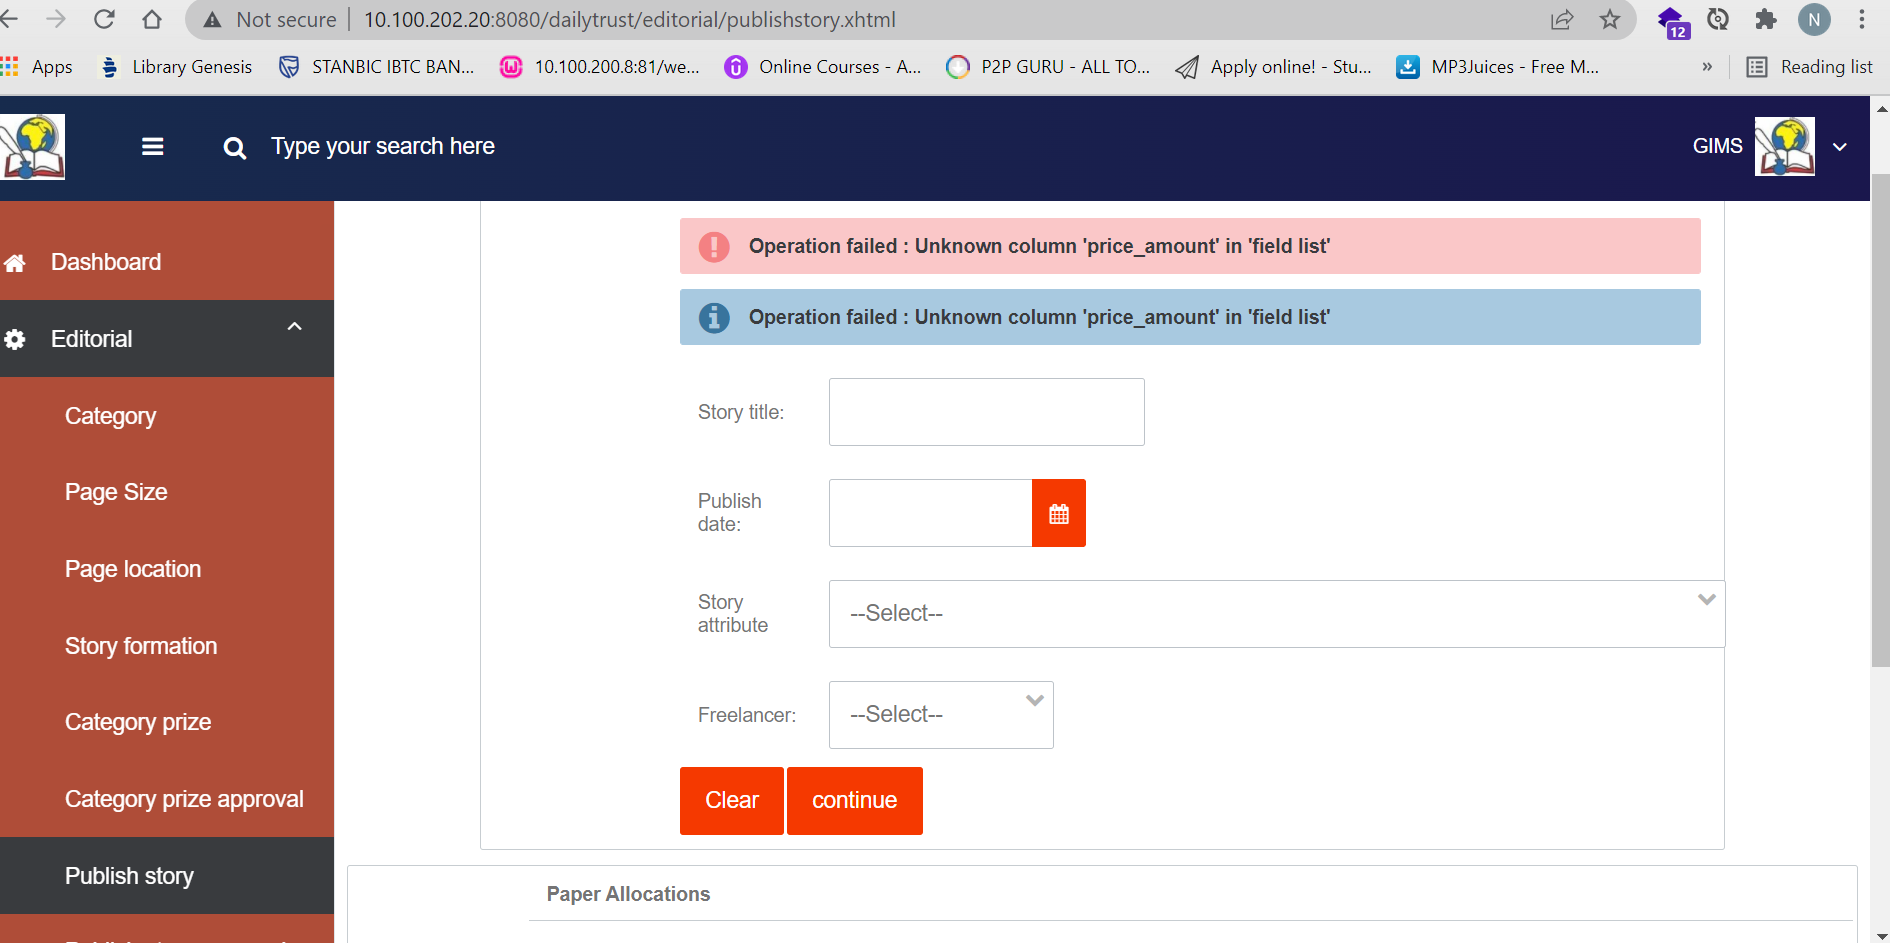 Not secure | 10.100.202.20:8080/dailytrust/editorial/publishstory.xhtml
12
N
Apps
Library Genesis
STANBIC IBTC BAN...
10.100.200.8:81/we...
Online Courses - A...
P2P GURU - ALL TO...
Apply online! - Stu...
MP3Juices - Free M...
»
Reading list
Type your search here
GIMS
Dashboard
Editorial
Category
Page Size
Page location
Story formation
Category prize
Category prize approval
Publish story
Operation failed : Unknown column 'price_amount' in 'field list'
Operation failed : Unknown column 'price_amount' in 'field list'
Story title:
Publish
date:
Story
attribute
--Select--
Freelancer:
--Select--
Clear
continue
Paper Allocations